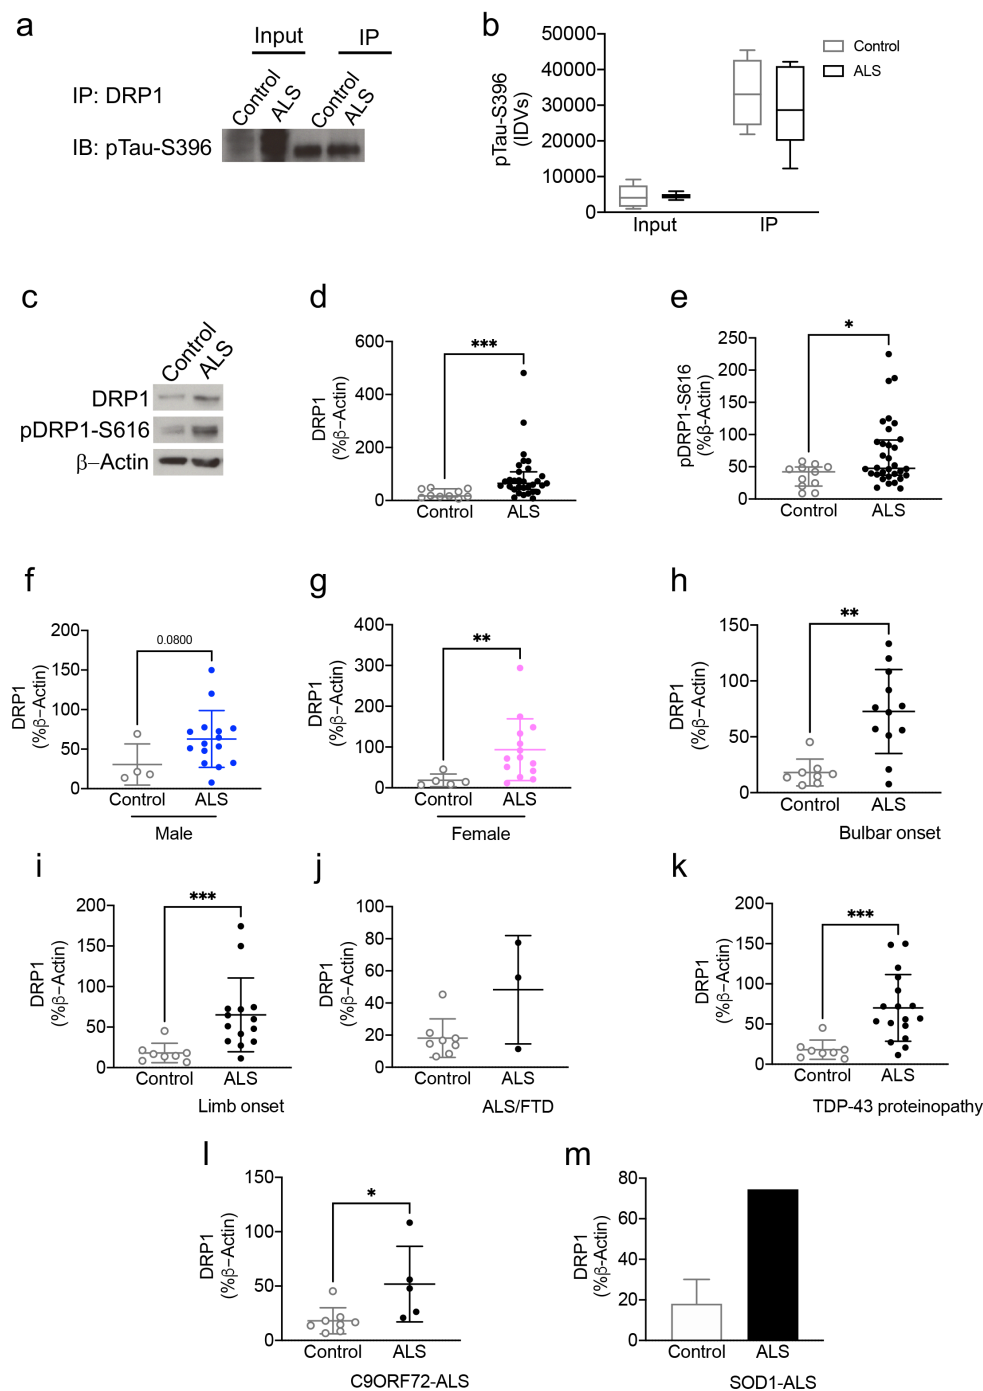 a
Input
IP
IP: DRP1
Control
ALS
Control
ALS
IB: pTau-S396
b
pTau-S396
(IDVs)
50000
40000
30000
20000
10000
0
Input
IP
Control
ALS
c
Control
ALS
DRP1
pDRP1-S616
β–Actin
d
DRP1
(%β–Actin)
600
400
200
0
***
Control
ALS
e
pDRP1-S616
(%β–Actin)
250
200
150
100
50
0
*
Control
ALS
f
DRP1
(%β–Actin)
200
150
100
50
0
0.0800
Control
ALS
Male
g
DRP1
(%β–Actin)
400
300
200
100
0
**
Control
ALS
Female
h
DRP1
(%β–Actin)
150
100
50
0
**
Control
ALS
Bulbar onset
i
DRP1
(%β–Actin)
200
150
100
50
0
***
Control
ALS
Limb onset
j
DRP1
(%β–Actin)
100
80
60
40
20
0
Control
ALS
ALS/FTD
k
DRP1
(%β–Actin)
200
150
100
50
0
***
Control
ALS
TDP-43 proteinopathy
l
DRP1
(%β–Actin)
150
100
50
0
*
Control
ALS
C9ORF72-ALS
m
DRP1
(%β–Actin)
80
60
40
20
0
Control
ALS
SOD1-ALS